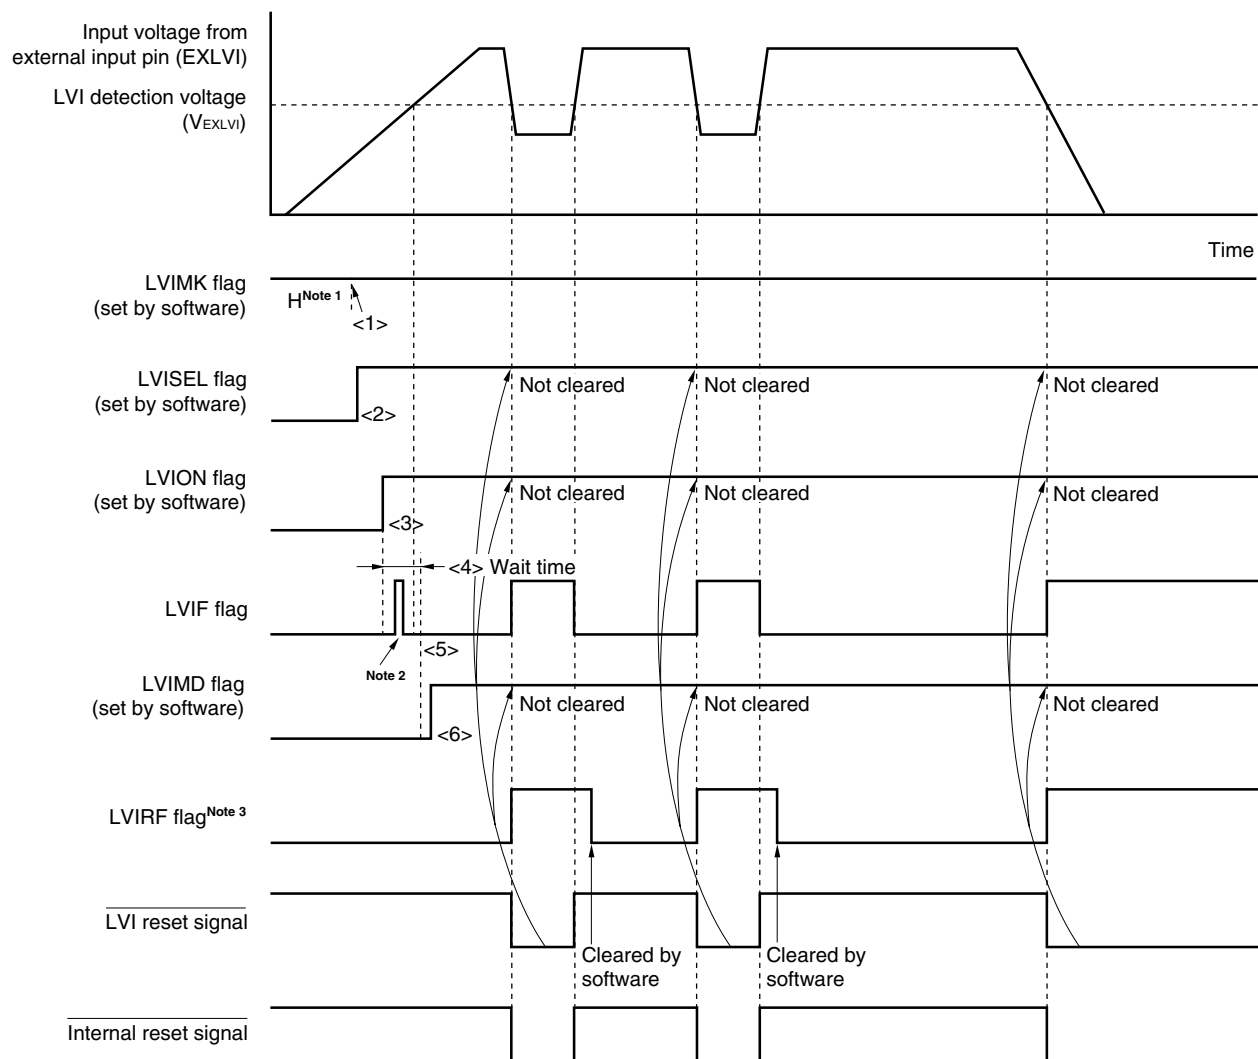 Input voltage from
external input pin (EXLVI)
LVI detection voltage
(VEXLVI)
Time
LVIMK flag
(set by software)
HNote 1
<1>
LVISEL flag
(set by software)
<2>
Not cleared
Not cleared
Not cleared
LVION flag
(set by software)
<3>
Not cleared
Not cleared
Not cleared
<4> Wait time
LVIF flag
Note 2
<5>
LVIMD flag
(set by software)
<6>
Not cleared
Not cleared
Not cleared
LVIRF flagNote 3
LVI reset signal
Cleared by
software
Cleared by
software
Internal reset signal